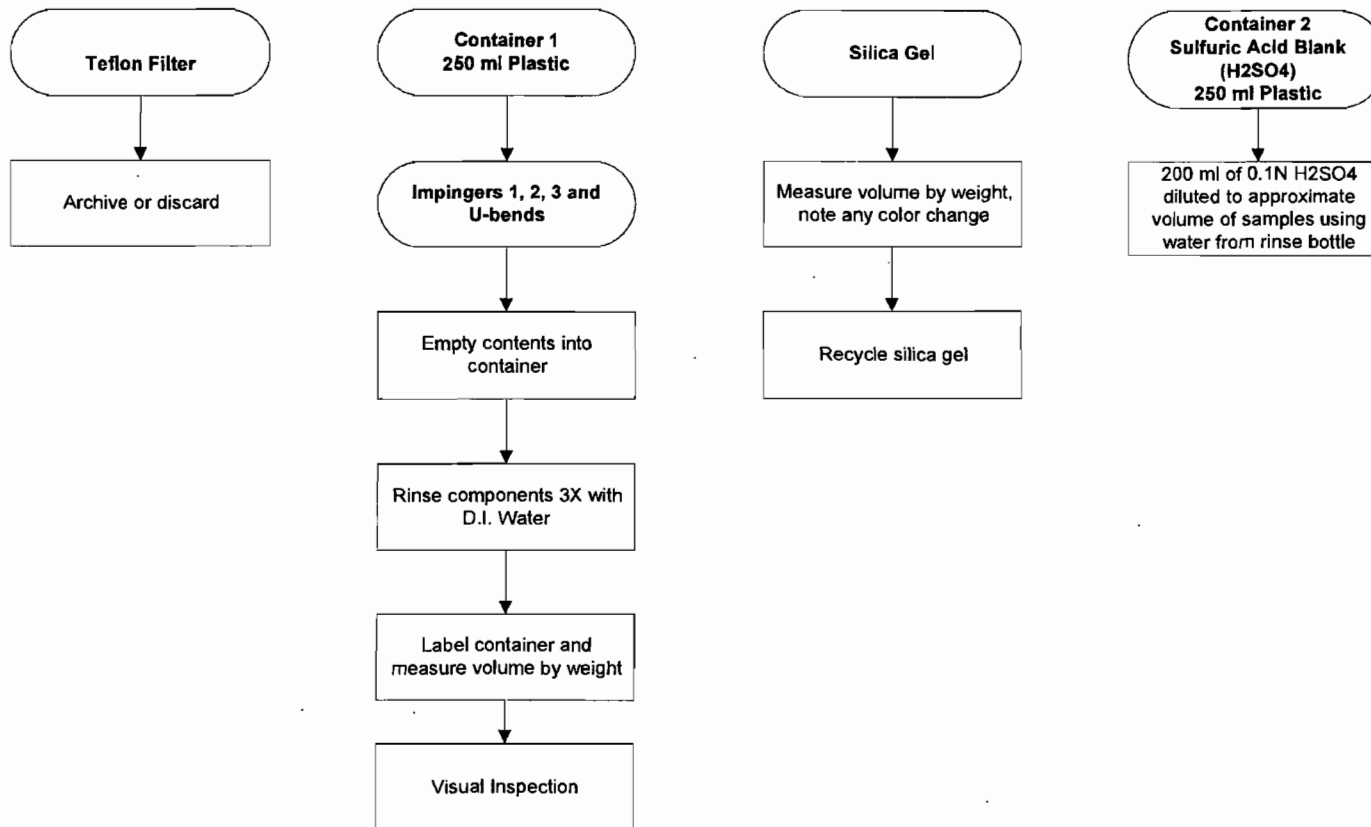 Teflon Filter
Archive or discard
Container 1
250 ml Plastic
Impingers 1, 2, 3 and
U-bends
Empty contents into
container
Rinse components 3X with
D.I. Water
Label container and
measure volume by weight
Visual Inspection
Silica Gel
Measure volume by weight,
note any color change
Recycle silica gel
Container 2
Sulfuric Acid Blank
(H2SO4)
250 ml Plastic
200 ml of 0.1N H2SO4
diluted to approximate
volume of samples using
water from rinse bottle